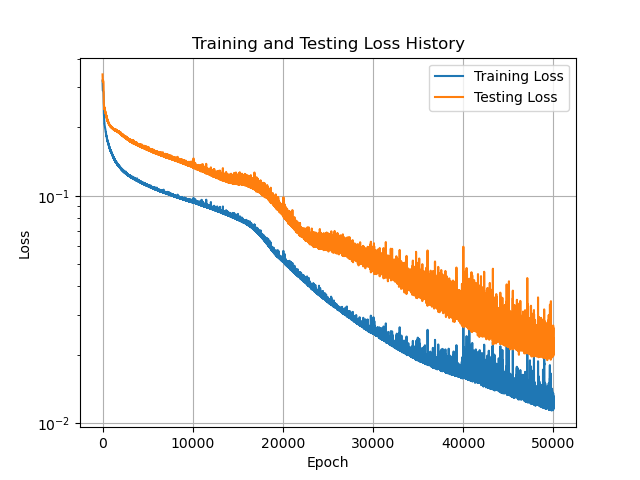 Training and Testing Loss History
Training Loss
Testing Loss
10⁻¹
10⁻²
Loss
0 10000 20000 30000 40000 50000
Epoch